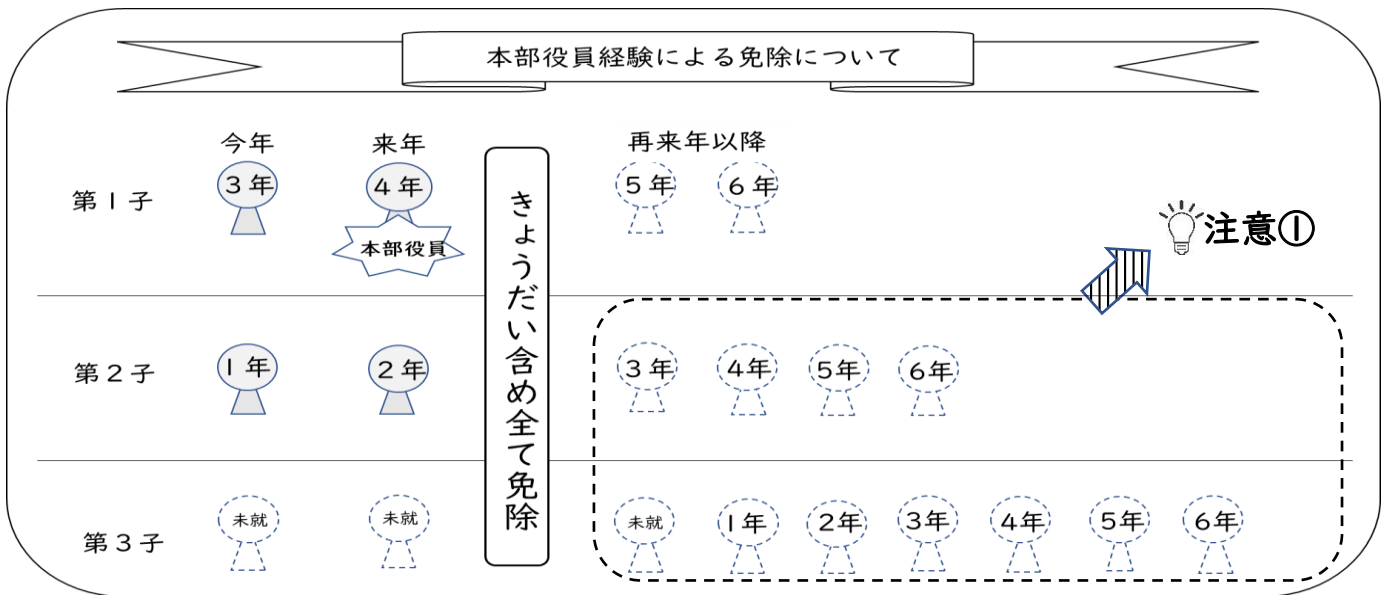 本部役員経験による免除について
今年
来年
再来年以降
第1子
3年
4年
5年
6年
本部役員
きょうだい含め全て免除
注意①
第2子
1年
2年
3年
4年
5年
6年
第3子
未就
未就
未就
1年
2年
3年
4年
5年
6年